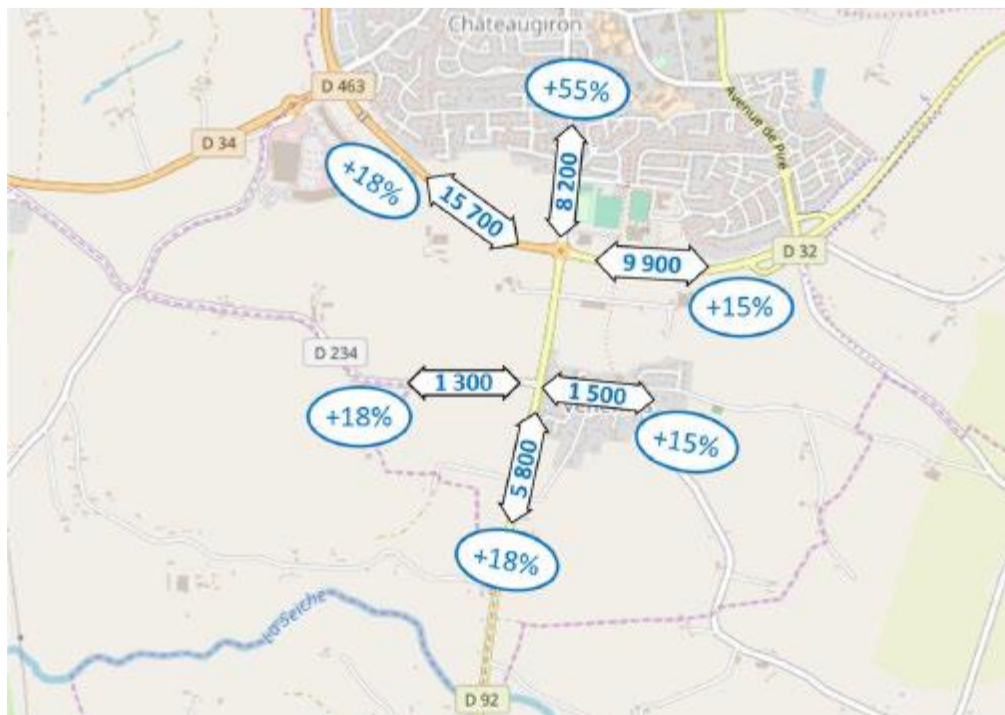 Châteaugiron
+55%
D 463
Avenue de Piré
D 34
+18%
8 200
15 700
9 900
D 32
+15%
D 234
1 300
1 500
+18%
+15%
5 800
+18%
La Seiche
D 92